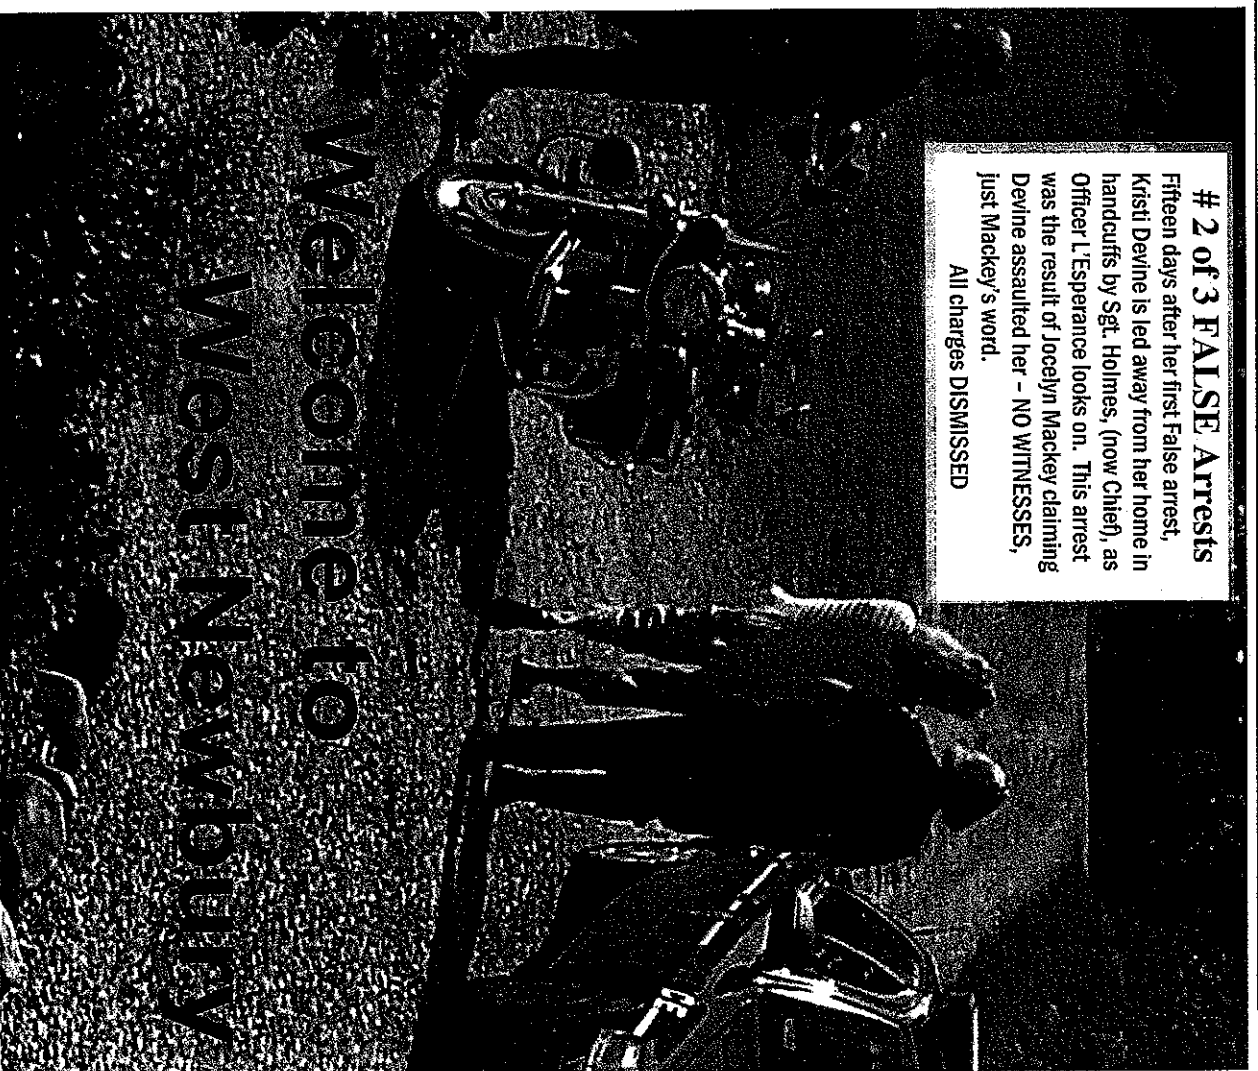 # 2 of 3 FALSE Arrests
Fifteen days after her first False arrest,
Kristi Devine is led away from her home in
handcuffs by Sgt. Holmes, (now Chief), as
Officer L'Esperance looks on. This arrest
was the result of Jocelyn Mackey claiming
Devine assaulted her – NO WITNESSES,
just Mackey's word.
All charges DISMISSED
CE
Welcome to
West Newbury